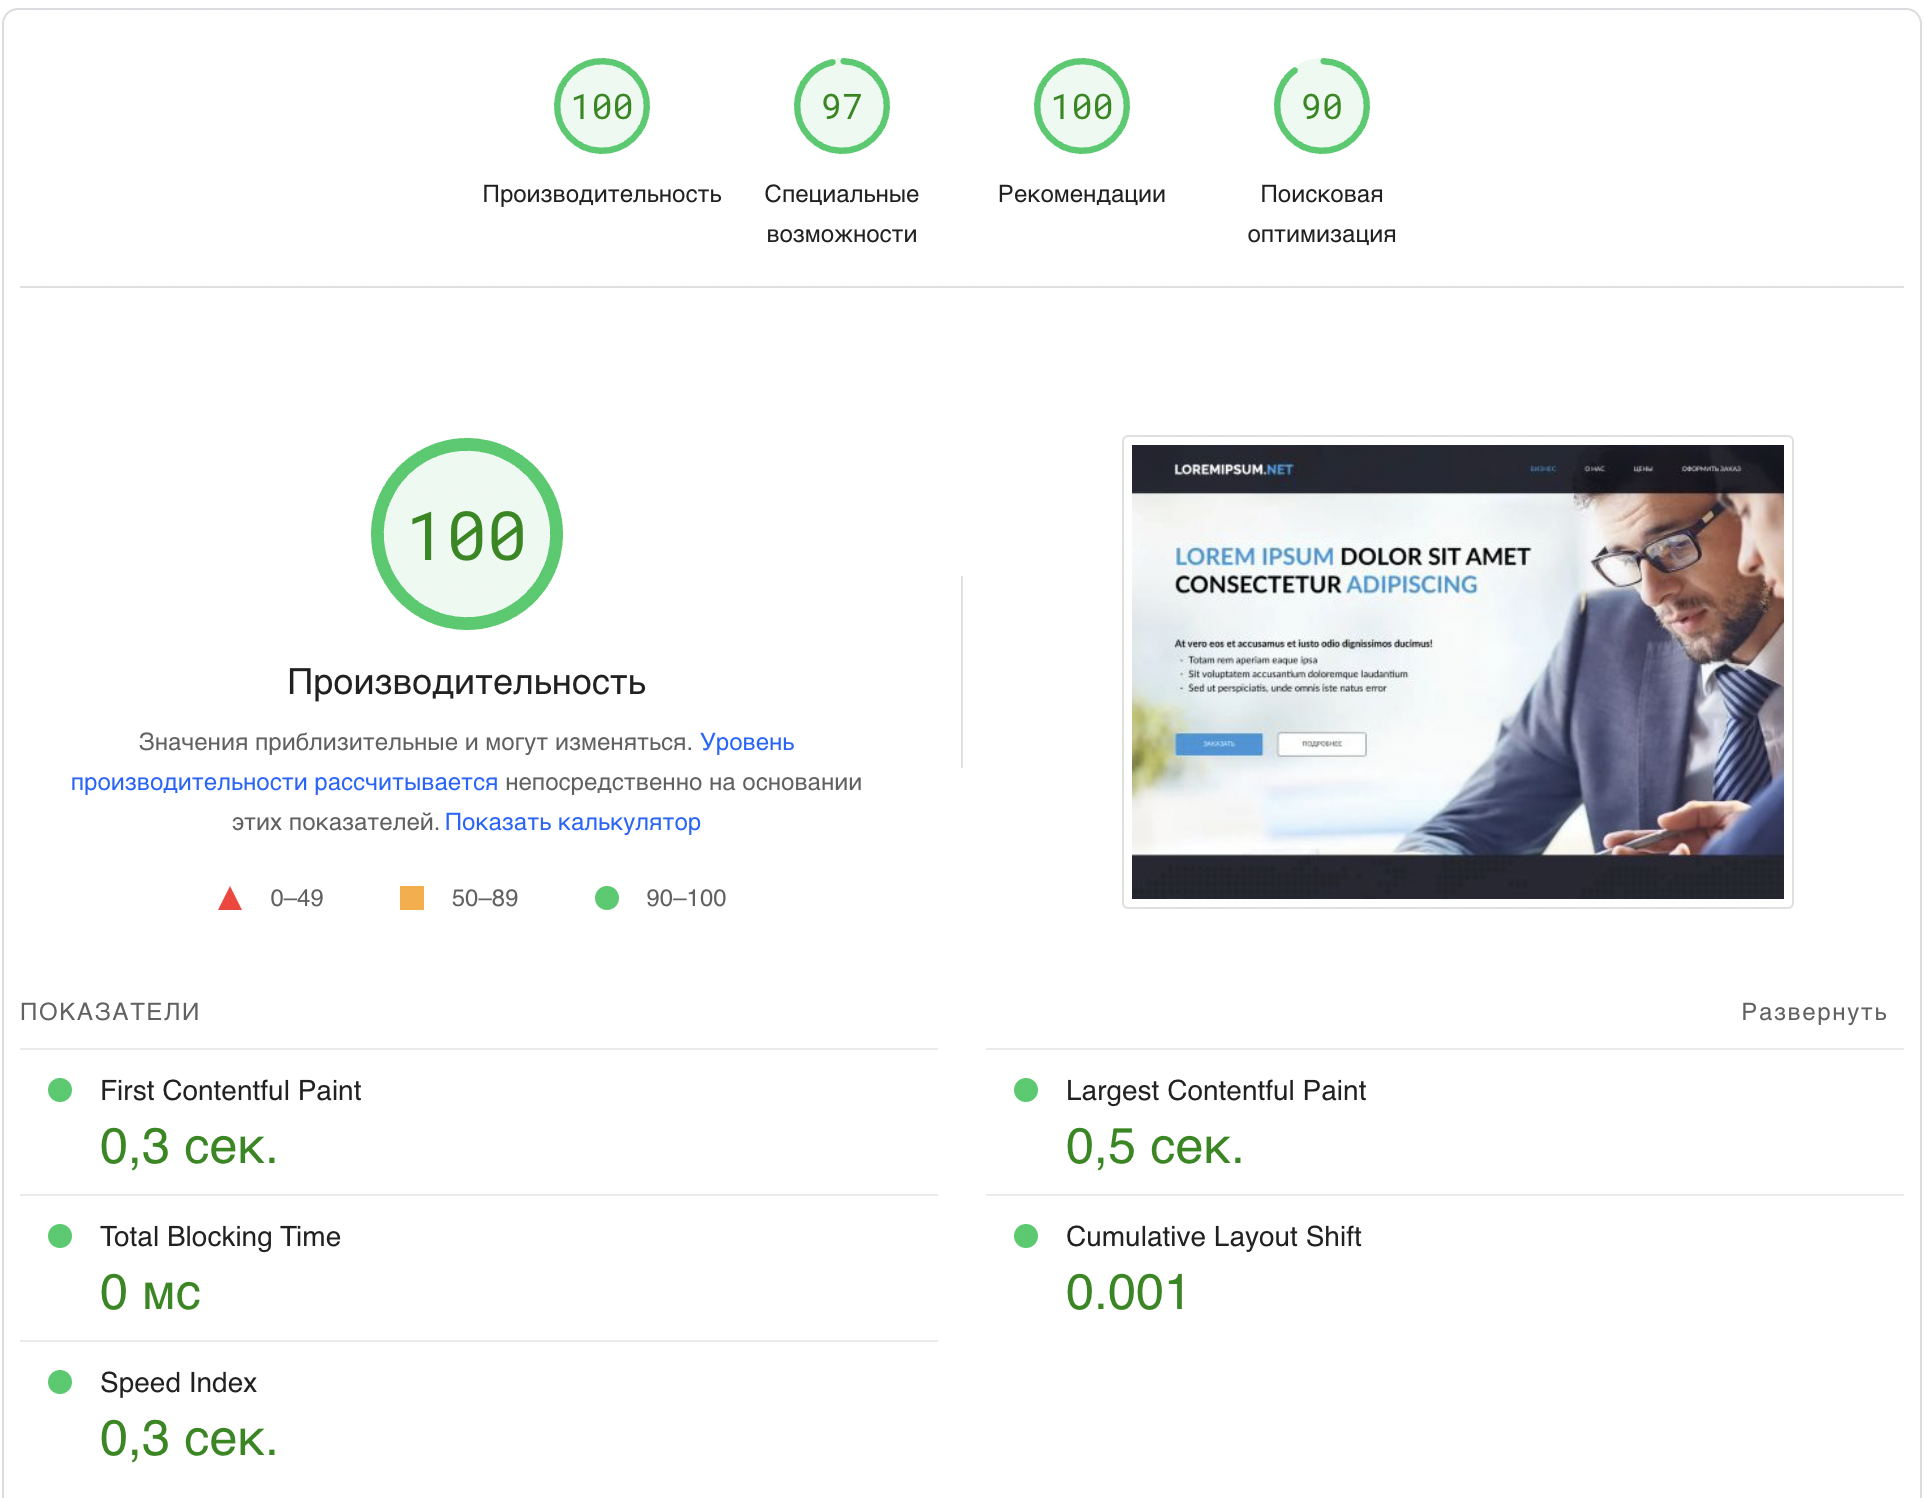 100
97
100
90
Производительность
Специальные
возможности
Рекомендации
Поисковая
оптимизация
100
Производительность
Значения приблизительные и могут изменяться. Уровень
производительности рассчитывается непосредственно на основании
этих показателей. Показать калькулятор
0–49
50–89
90–100
LOREMIPSUM.NET
БИЗНЕС
О НАС
ЦЕНЫ
ОФОРМИТЬ ЗАКАЗ
LOREM IPSUM DOLOR SIT AMET
CONSECTETUR ADIPISCING
At vero eos et accusamus et iusto odio dignissimos ducimus!
- Totam rem aperiam eaque ipsa
- Sit voluptatem accusantium doloremque laudantium
- Sed ut perspiciatis, unde omnis iste natus error
ЗАКАЗАТЬ
ПОДРОБНЕЕ
ПОКАЗАТЕЛИ
Развернуть
First Contentful Paint
0,3 сек.
Largest Contentful Paint
0,5 сек.
Total Blocking Time
0 мс
Cumulative Layout Shift
0.001
Speed Index
0,3 сек.